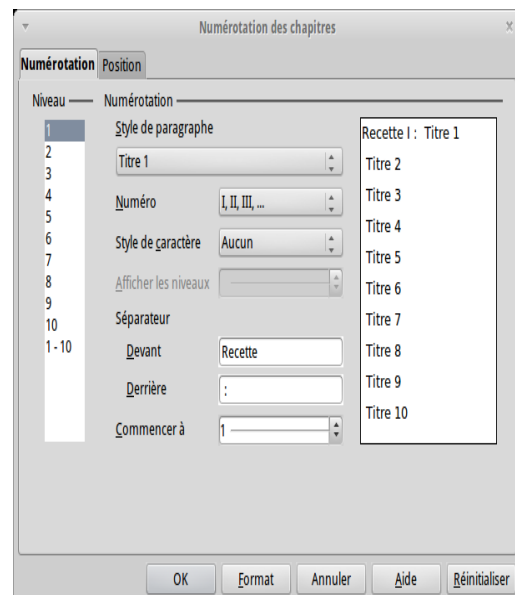 Numérotation des chapitres
Numérotation Position
Niveau Numérotation
1
2
3
4
5
6
7
8
9
10
1 - 10
Style de paragraphe
Titre 1
Numéro I, II, III, ...
Style de caractère Aucun
Afficher les niveaux
Séparateur
Devant Recette
Derrière :
Commencer à 1
Recette I : Titre 1
Titre 2
Titre 3
Titre 4
Titre 5
Titre 6
Titre 7
Titre 8
Titre 9
Titre 10
OK Format Annuler Aide Réinitialiser